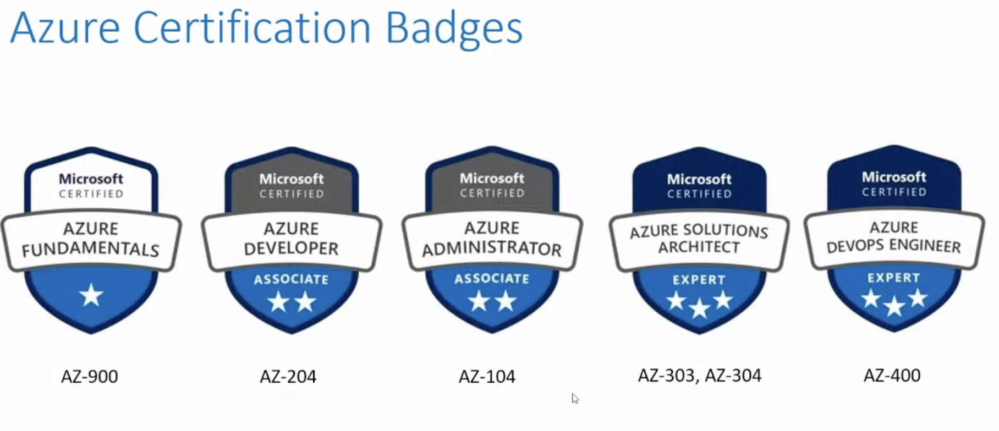 Azure Certification Badges
Microsoft
CERTIFIED
AZURE
FUNDAMENTALS
AZ-900
Microsoft
CERTIFIED
AZURE
DEVELOPER
ASSOCIATE
AZ-204
Microsoft
CERTIFIED
AZURE
ADMINISTRATOR
ASSOCIATE
AZ-104
Microsoft
CERTIFIED
AZURE SOLUTIONS
ARCHITECT
EXPERT
AZ-303, AZ-304
Microsoft
CERTIFIED
AZURE
DEVOPS ENGINEER
EXPERT
AZ-400